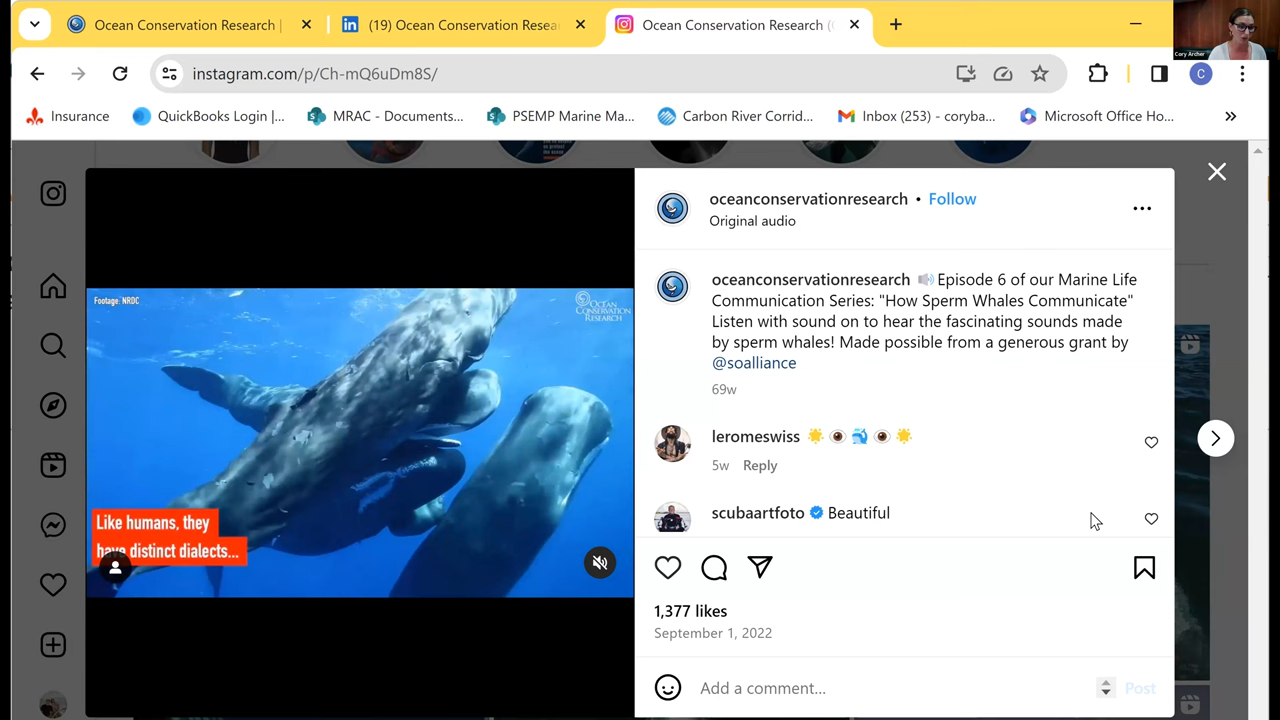 Ocean Conservation Research |
(19) Ocean Conservation Resea
Ocean Conservation Research (
Cory Archer
instagram.com/p/Ch-mQ6uDm8S/
C
Insurance
QuickBooks Login |...
MRAC - Documents...
PSEMP Marine Ma...
Carbon River Corrid...
Inbox (253) - coryba...
Microsoft Office Ho...
Footage: NRDC
OCEAN
CONSERVATION
RESEARCH
Like humans, they
have distinct dialects...
oceanconservationresearch • Follow
Original audio
oceanconservationresearch 🔊 Episode 6 of our Marine Life
Communication Series: "How Sperm Whales Communicate"
Listen with sound on to hear the fascinating sounds made
by sperm whales! Made possible from a generous grant by
@soalliance
69w
leromeswiss 🌟 👁 🐳 👁 🌟
5w Reply
scubaartfoto Beautiful
1,377 likes
September 1, 2022
Add a comment...
Post